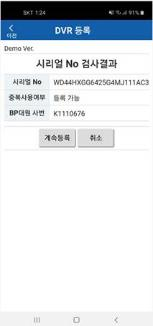 SKT 1:24
91%
이전
DVR 등록
Demo Ver.
시리얼 No 검사결과
시리얼 No WD44HXGG6425G4MJ111AC3
중복사용여부 등록 가능
BP대원 사번 K1110676
계속등록 취소